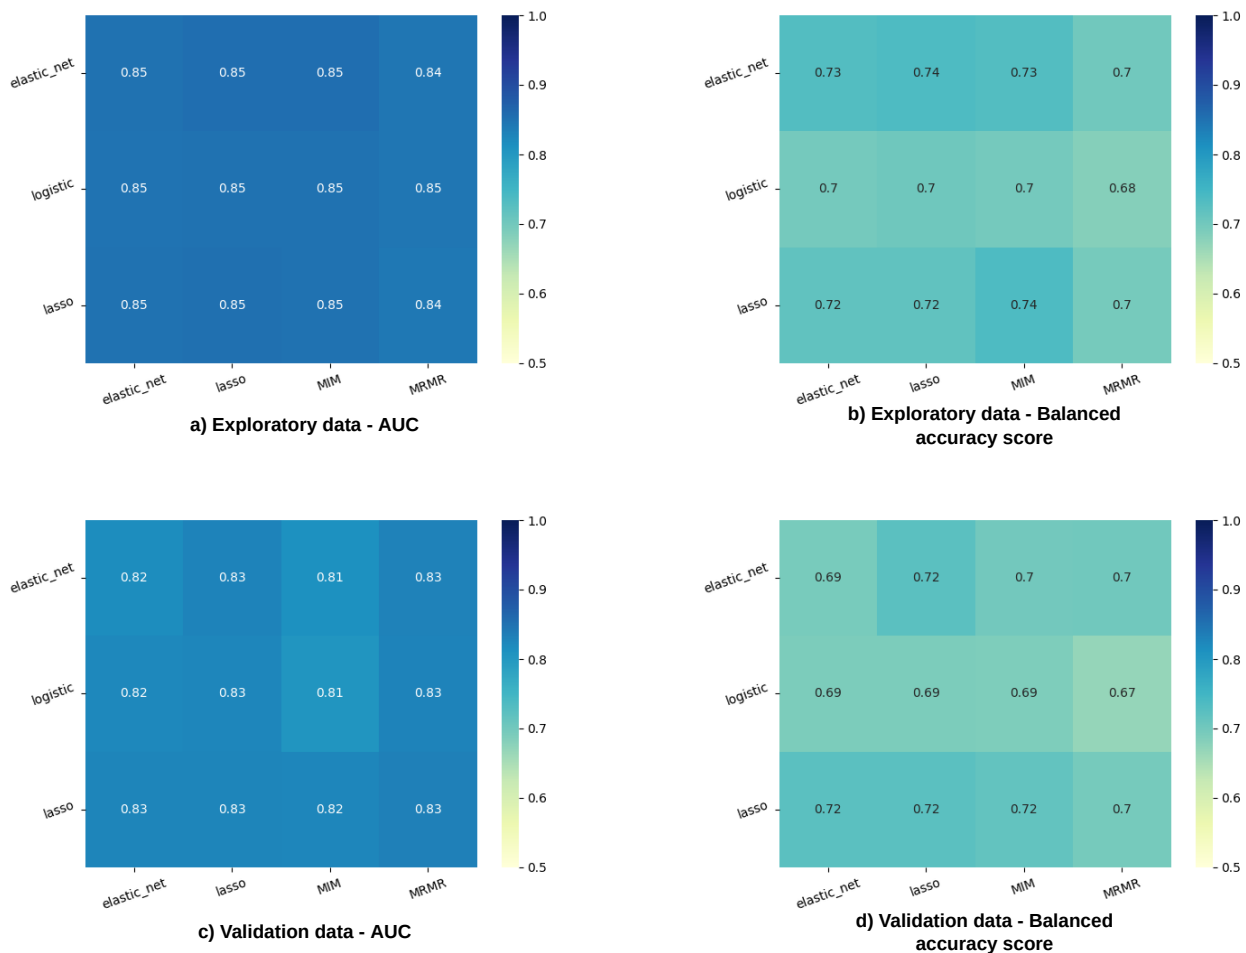 1.0
0.9
0.8
0.7
0.6
0.5
elastic_net
0.85 0.85 0.85 0.84
logistic
0.85 0.85 0.85 0.85
lasso
0.85 0.85 0.85 0.84
elastic_net lasso MIM MRMR
a) Exploratory data - AUC
1.0
0.9
0.8
0.7
0.6
0.5
elastic_net
0.73 0.74 0.73 0.7
logistic
0.7 0.7 0.7 0.68
lasso
0.72 0.72 0.74 0.7
elastic_net lasso MIM MRMR
b) Exploratory data - Balanced
accuracy score
1.0
0.9
0.8
0.7
0.6
0.5
elastic_net
0.82 0.83 0.81 0.83
logistic
0.82 0.83 0.81 0.83
lasso
0.83 0.83 0.82 0.83
elastic_net lasso MIM MRMR
c) Validation data - AUC
1.0
0.9
0.8
0.7
0.6
0.5
elastic_net
0.69 0.72 0.7 0.7
logistic
0.69 0.69 0.69 0.67
lasso
0.72 0.72 0.72 0.7
elastic_net lasso MIM MRMR
d) Validation data - Balanced
accuracy score